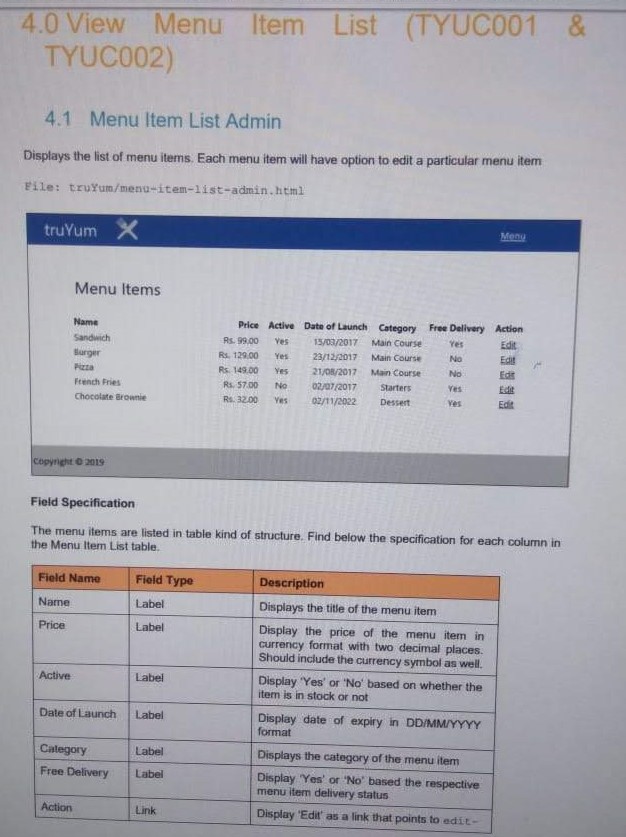 4.0 View Menu Item List (TYUC001 &
TYUC002)
4.1 Menu Item List Admin
Displays the list of menu items. Each menu item will have option to edit a particular menu item
File: truYum/menu-item-list-admin.html
truYum Menu
Menu Items
Name Price Active Date of Launch Category Free Delivery Action
Sandwich Rs. 99.00 Yes 15/03/2017 Main Course Yes Edit
Burger Rs. 129.00 Yes 23/12/2017 Main Course No Edit
Pizza Rs. 149.00 Yes 21/08/2017 Main Course No Edit
French Fries Rs. 57.00 No 02/07/2017 Starters Yes Edit
Chocolate Brownie Rs. 32.00 Yes 02/11/2022 Dessert Yes Edit
Copyright © 2019
Field Specification
The menu items are listed in table kind of structure. Find below the specification for each column in
the Menu Item List table.
Field Name Field Type Description
Name Label Displays the title of the menu item
Price Label Display the price of the menu item in
currency format with two decimal places.
Should include the currency symbol as well.
Active Label Display 'Yes' or 'No' based on whether the
item is in stock or not
Date of Launch Label Display date of expiry in DD/MM/YYYY
format
Category Label Displays the category of the menu item
Free Delivery Label Display 'Yes' or 'No' based the respective
menu item delivery status
Action Link Display 'Edit' as a link that points to edit-